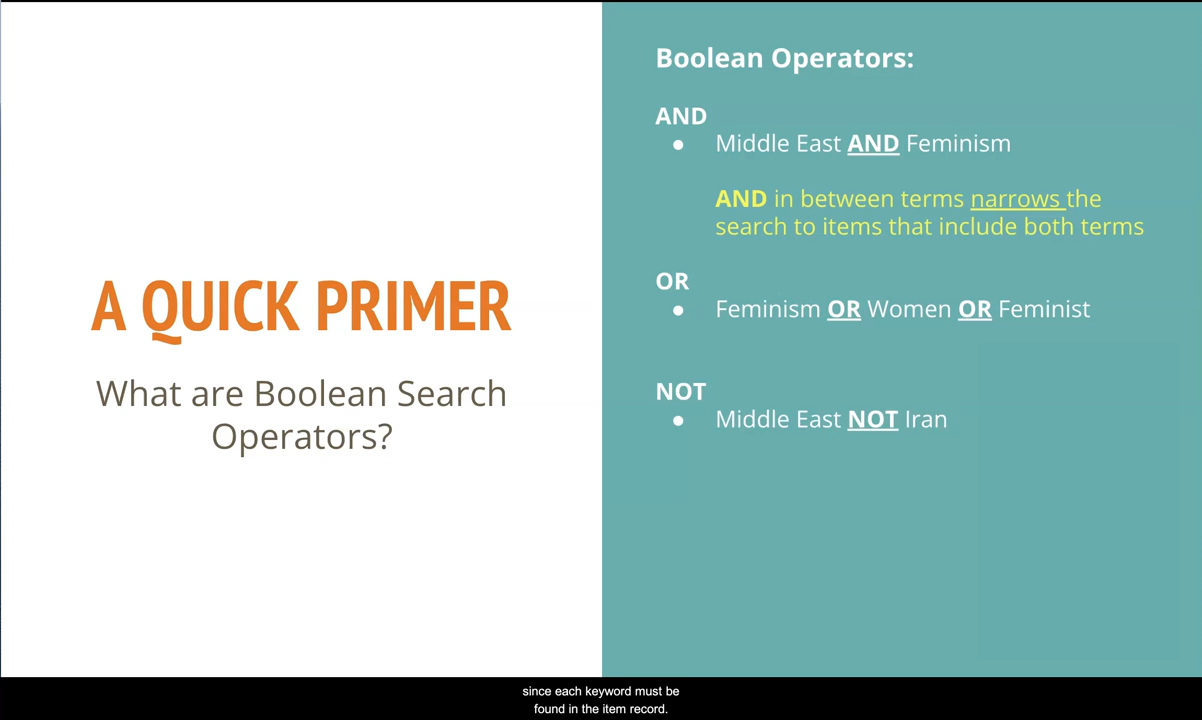 A QUICK PRIMER
What are Boolean Search
Operators?
Boolean Operators:
AND
● Middle East AND Feminism
AND in between terms narrows the
search to items that include both terms
OR
● Feminism OR Women OR Feminist
NOT
● Middle East NOT Iran
since each keyword must be
found in the item record.